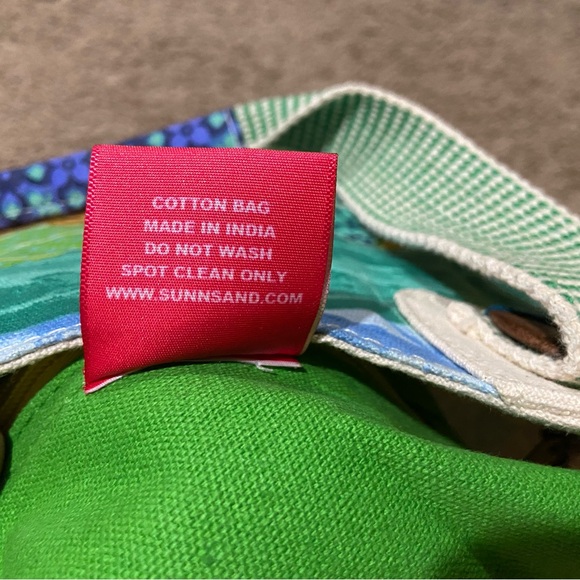 COTTON BAG
MADE IN INDIA
DO NOT WASH
SPOT CLEAN ONLY
WWW.SUNNSAND.COM